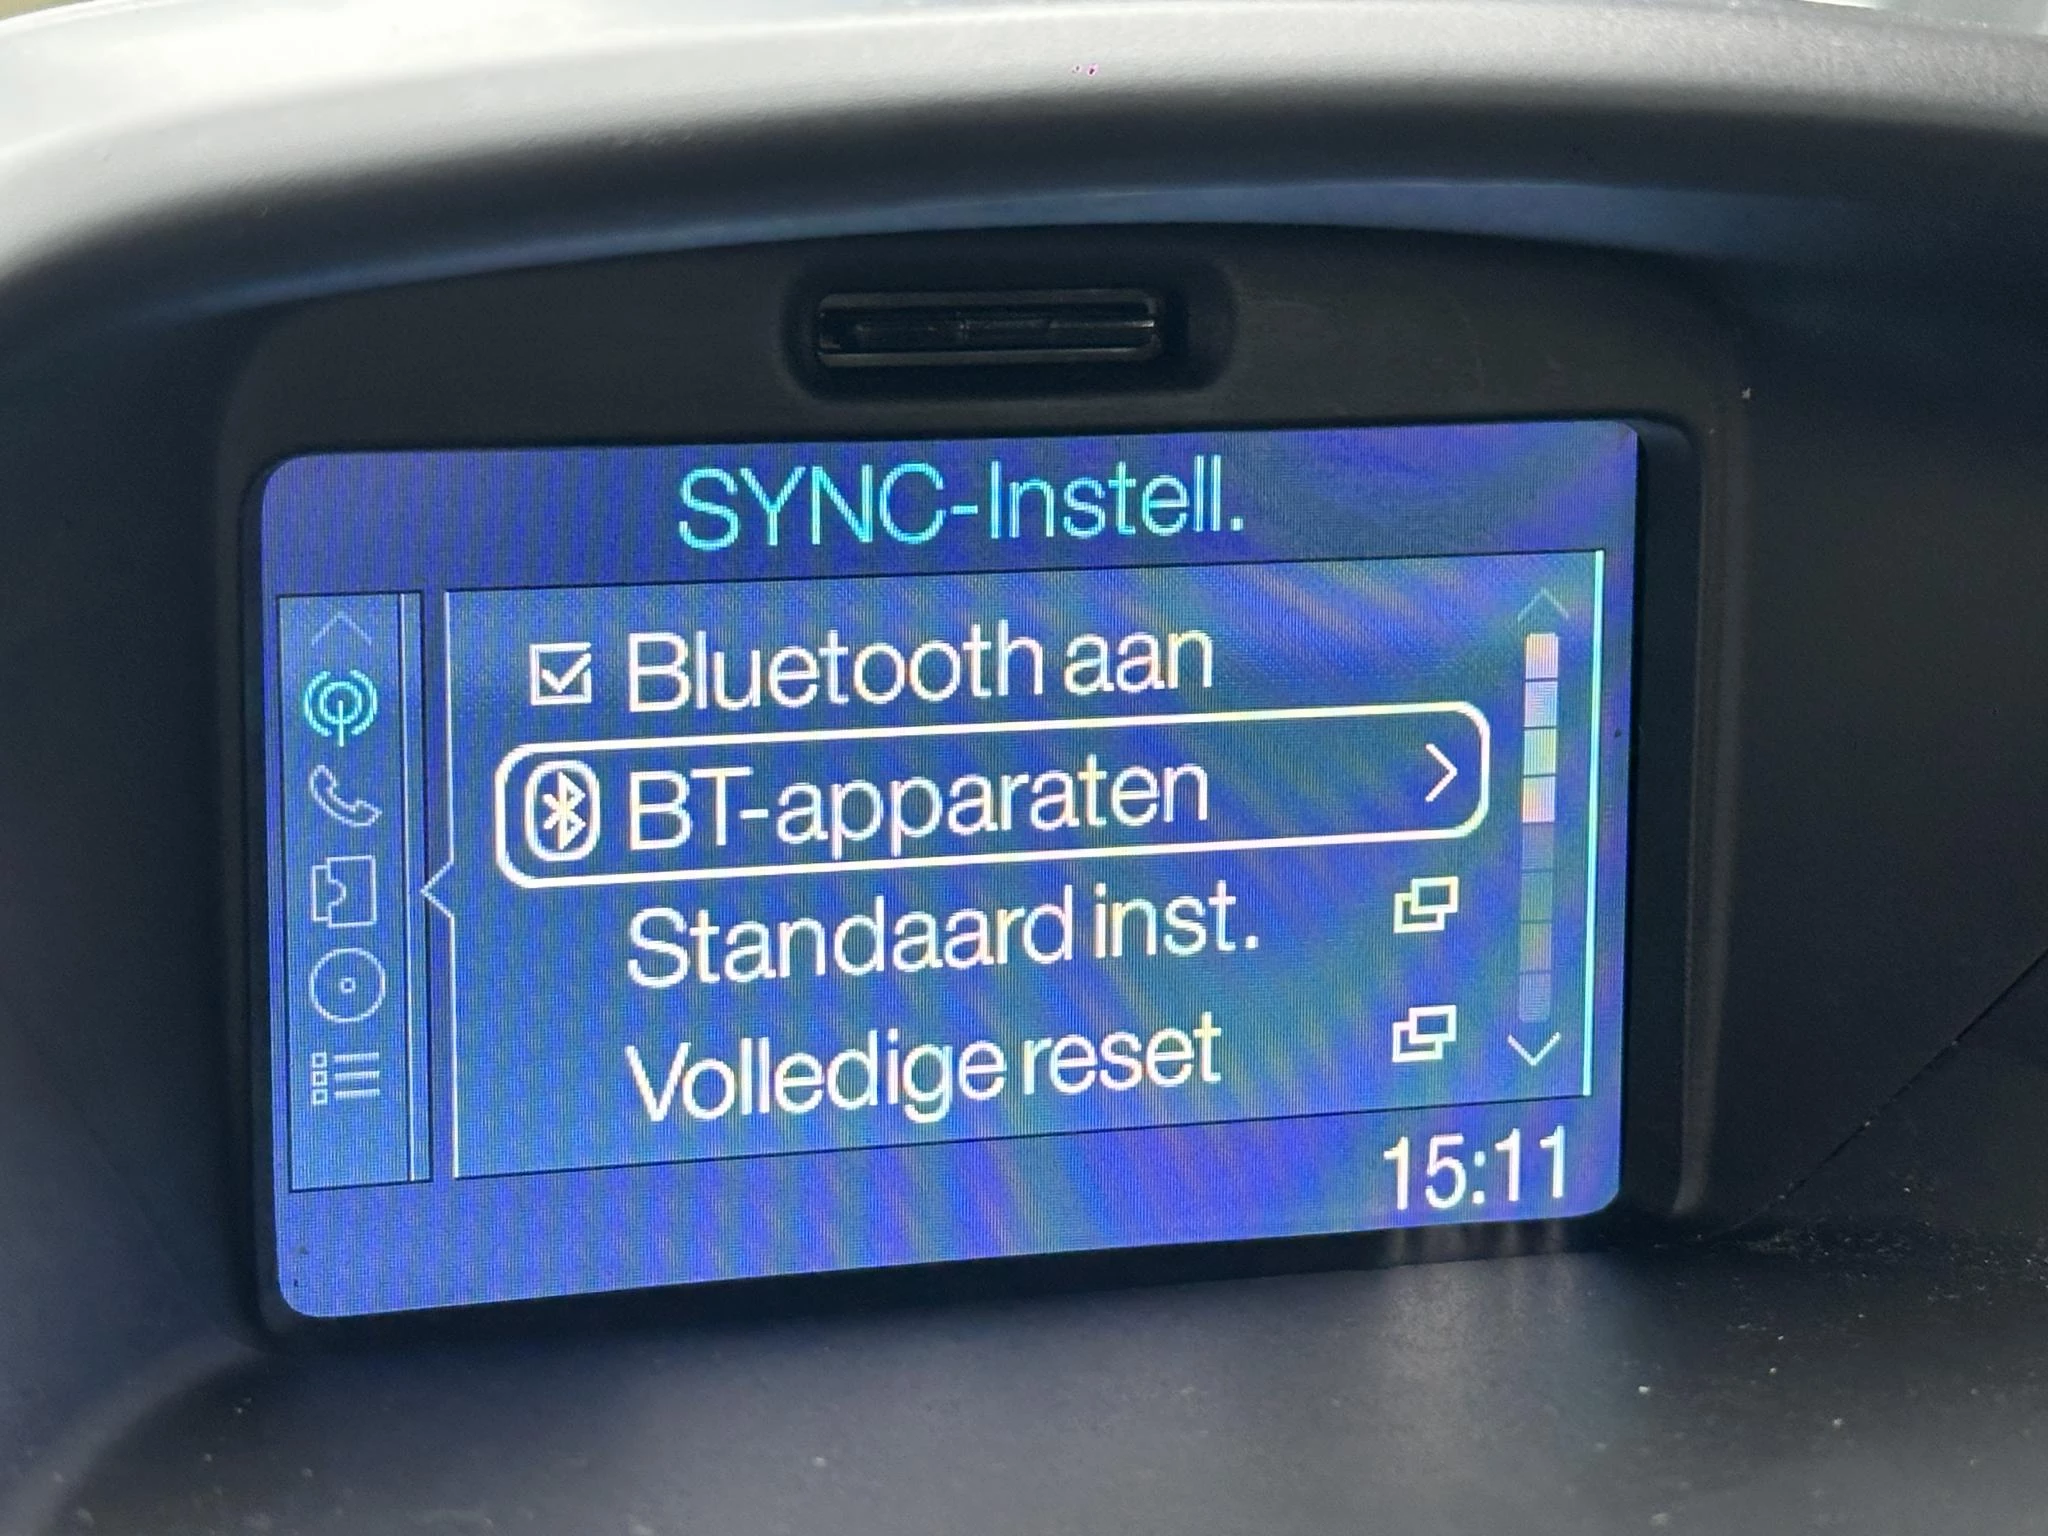 SYNC-Instell.
Bluetooth aan
BT-apparaten
Standaard inst.
Volledige reset
15:11